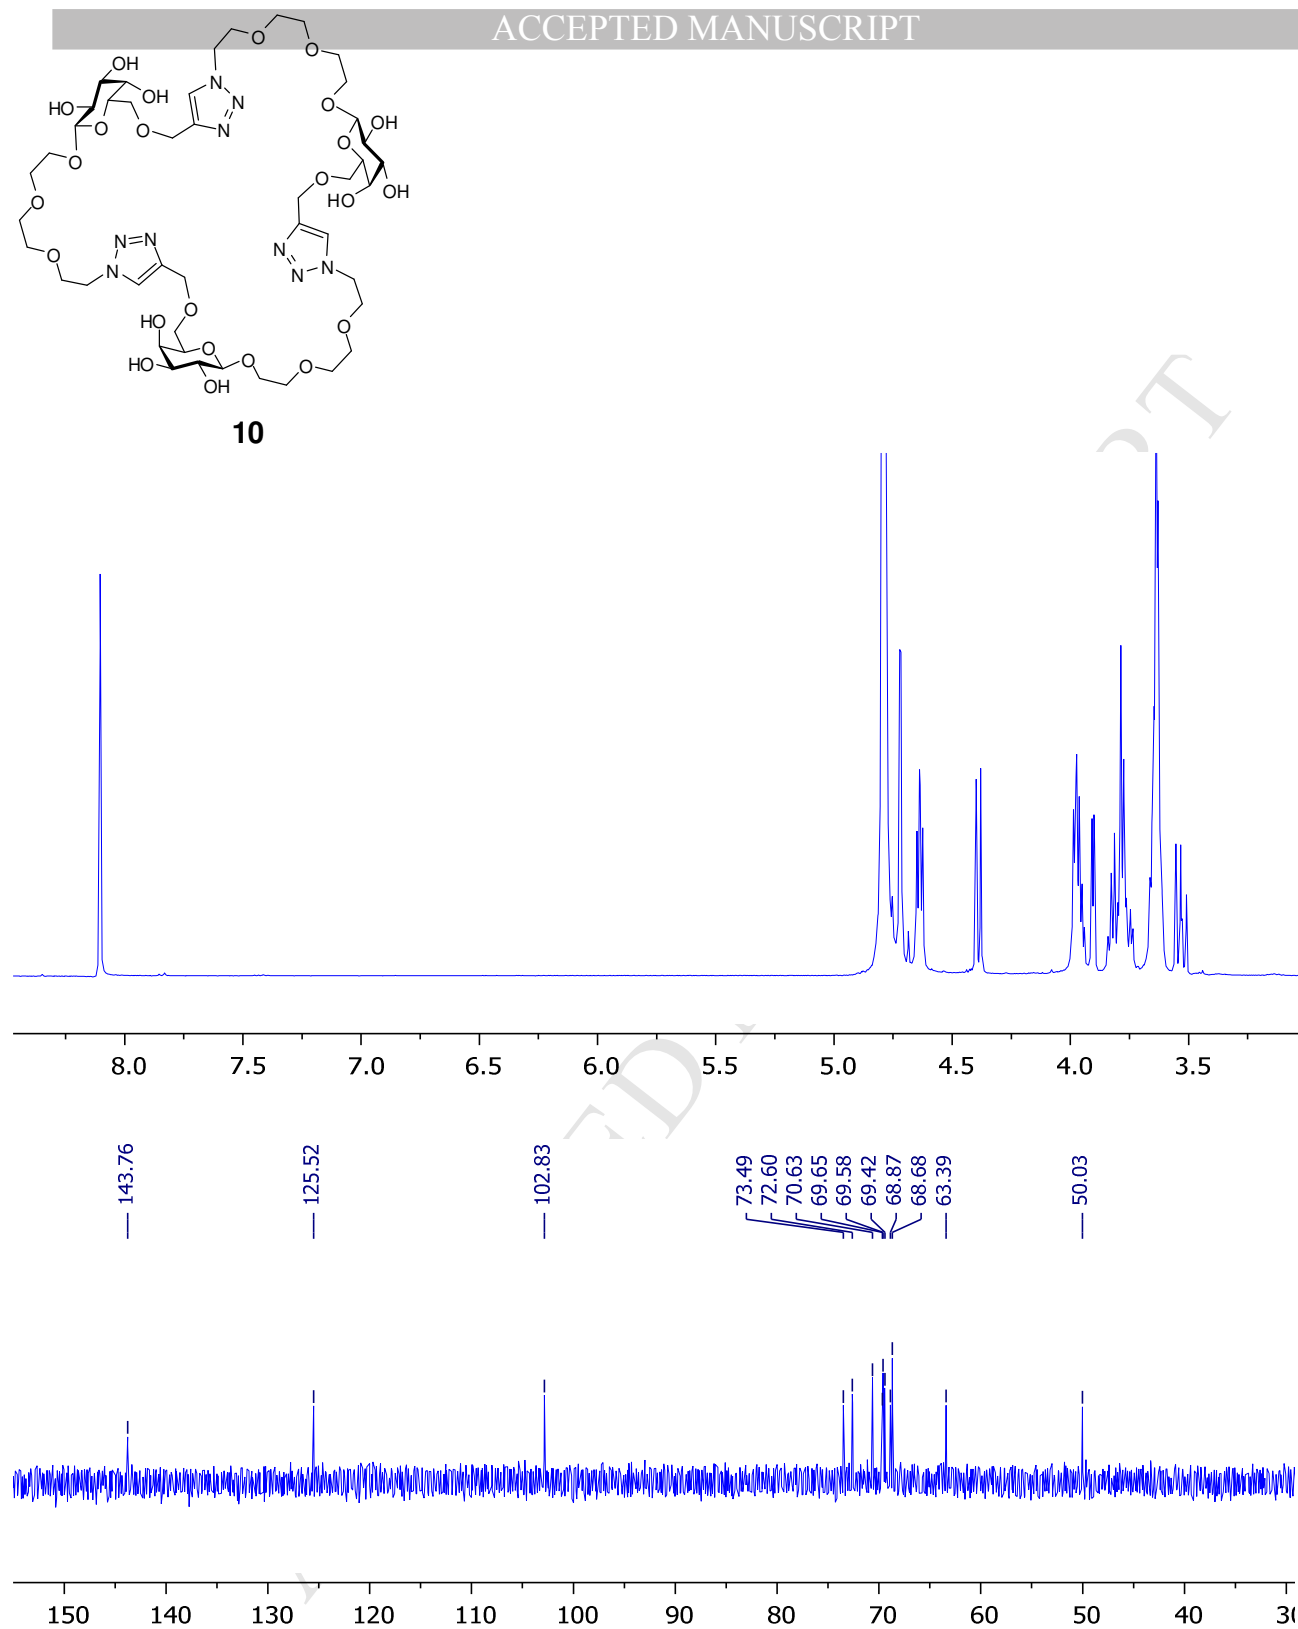 ACCEPTED MANUSCRIPT
O
O
OH
HO
OH
N
N
N
O
O
O
O
OH
O
O
O
OH
HO
O
N
N
N
N
N
N
O
O
HO
O
O
O
O
HO
OH
10
8.0 7.5 7.0 6.5 6.0 5.5 5.0 4.5 4.0 3.5
143.76
125.52
102.83
73.49
72.60
70.63
69.65
69.58
69.42
68.87
68.68
63.39
50.03
150 140 130 120 110 100 90 80 70 60 50 40